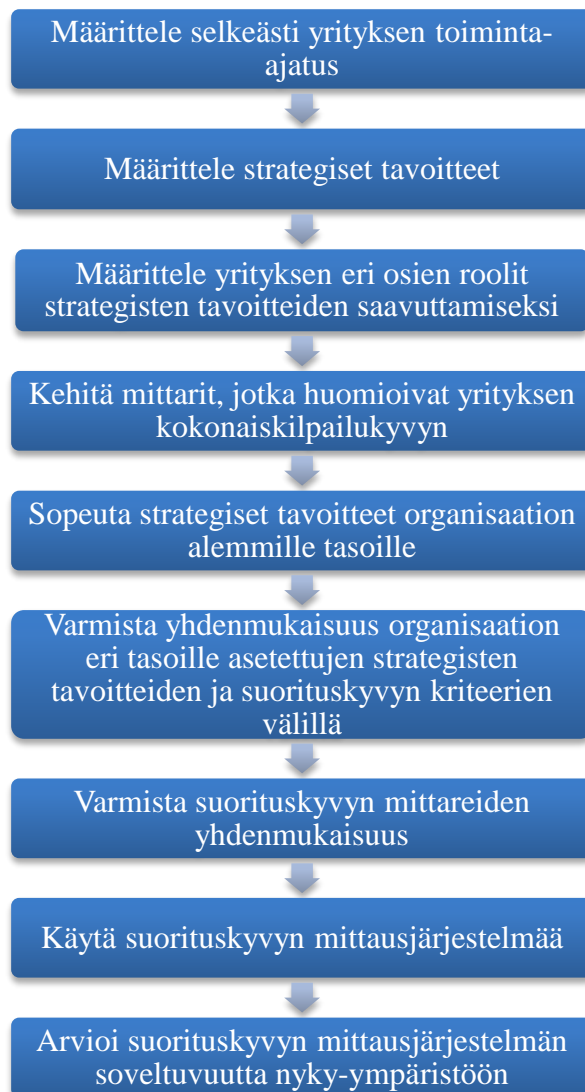 Määrittele selkeästi yrityksen toiminta-
ajatus
Määrittele strategiset tavoitteet
Määrittele yrityksen eri osien roolit
strategisten tavoitteiden saavuttamiseksi
Kehitä mittarit, jotka huomioivat yrityksen
kokonaiskilpailukyvyn
Sopeuta strategiset tavoitteet organisaation
alemmille tasoille
Varmista yhdenmukaisuus organisaation
eri tasoille asetettujen strategisten
tavoitteiden ja suorituskyvyn kriteerien
välillä
Varmista suorituskyvyn mittareiden
yhdenmukaisuus
Käytä suorituskyvyn mittausjärjestelmää
Arvioi suorituskyvyn mittausjärjestelmän
soveltuvuutta nyky-ympäristöön